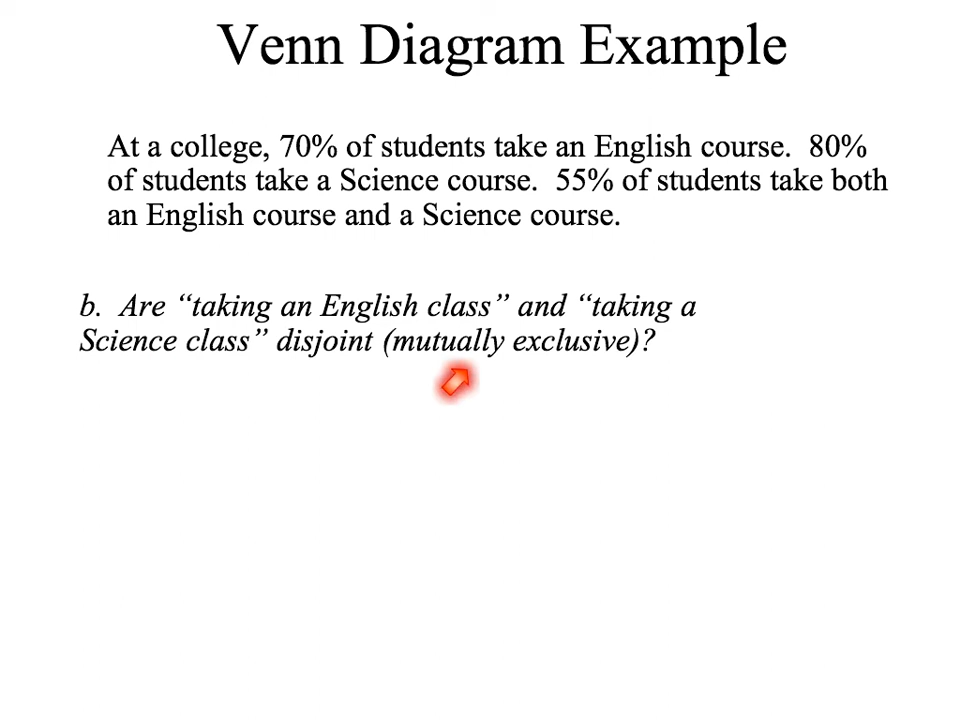 Venn Diagram Example
At a college, 70% of students take an English course.  80%
of students take a Science course.  55% of students take both
an English course and a Science course.
b.  Are “taking an English class” and “taking a
Science class” disjoint (mutually exclusive)?